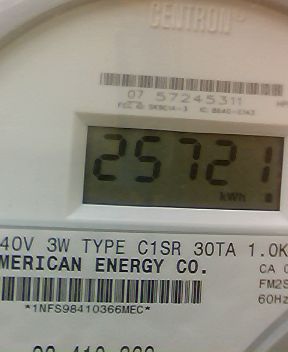 CENTRON®
07 57245311
25721
kWh
40V 3W TYPE C1SR 30TA 1.0K
MERICAN ENERGY CO.
CA 0
FM2S
60Hz
*1NFS98410366MEC*